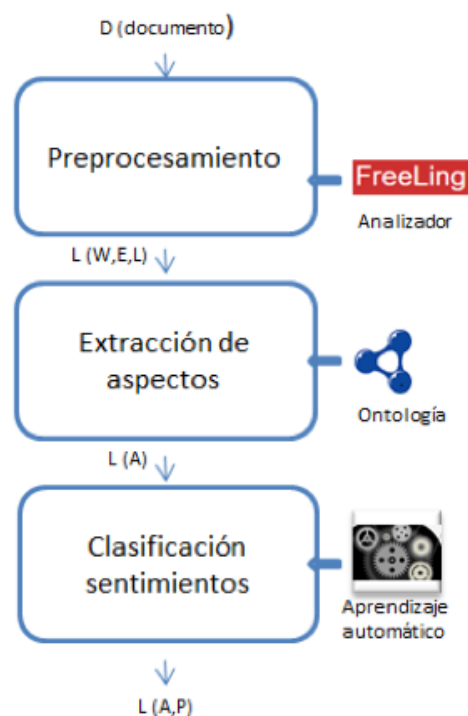 D (documento)
Preprocesamiento
FreeLing
Analizador
L (W,E,L)
Extracción de
aspectos
Ontología
L (A)
Clasificación
sentimientos
Aprendizaje
automático
L (A,P)